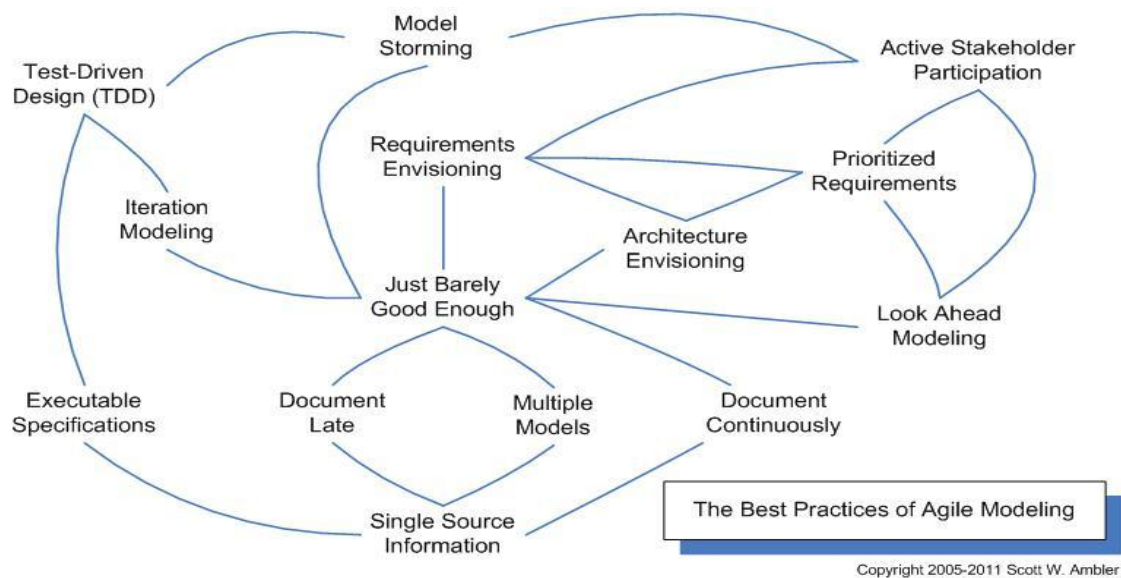 Model
Storming
Active Stakeholder
Participation
Test-Driven
Design (TDD)
Requirements
Envisioning
Prioritized
Requirements
Iteration
Modeling
Architecture
Envisioning
Just Barely
Good Enough
Look Ahead
Modeling
Executable
Specifications
Document
Late
Multiple
Models
Document
Continuously
Single Source
Information
The Best Practices of Agile Modeling
Copyright 2005-2011 Scott W. Ambler